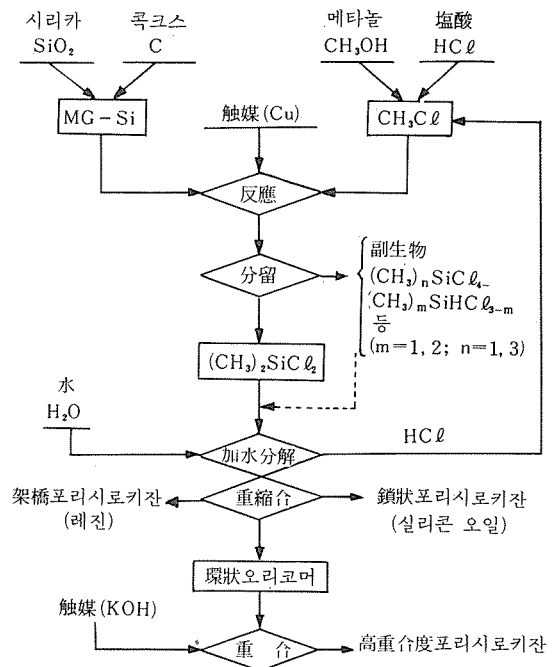 시리카
SiO₂
콕크스
C
메타놀
CH₃OH
塩酸
HCℓ
MG-Si
触媒(Cu)
CH₃Cℓ
反應
分留
副生物
(CH₃)ₙSiCℓ₄₋
(CH₃)ₘSiHCℓ₃₋ₘ
등
(m=1, 2; n=1, 3)
(CH₃)₂SiCℓ₂
水
H₂O
加水分解
HCℓ
架橋포리시로키잔
(레진)
重縮合
鎖狀포리시로키잔
(실리콘 오일)
環狀오리코머
触媒(KOH)
重 合
高重合度포리시로키잔